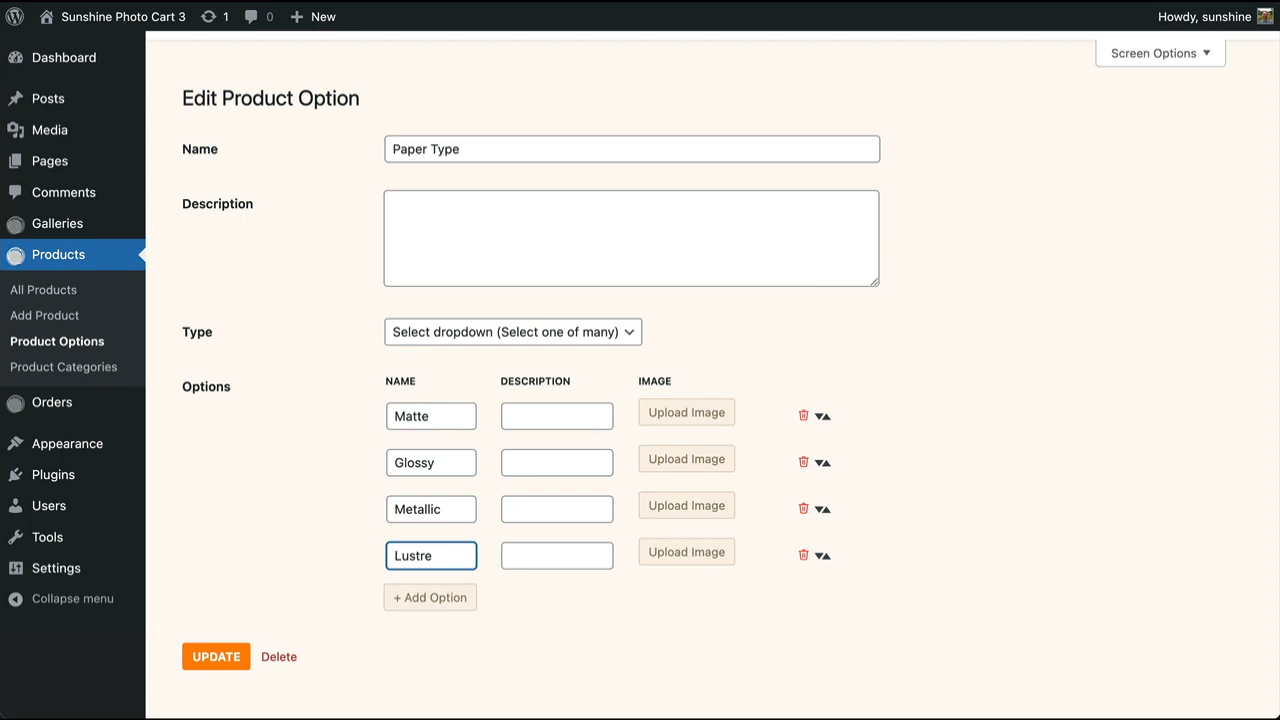 Sunshine Photo Cart 3 1 0 + New Howdy, sunshine
Screen Options
Dashboard
Posts
Media
Pages
Comments
Galleries
Products
All Products
Add Product
Product Options
Product Categories
Orders
Appearance
Plugins
Users
Tools
Settings
Collapse menu
Edit Product Option
Name Paper Type
Description
Type Select dropdown (Select one of many)
Options NAME DESCRIPTION IMAGE
Matte Upload Image
Glossy Upload Image
Metallic Upload Image
Lustre Upload Image
+ Add Option
UPDATE Delete